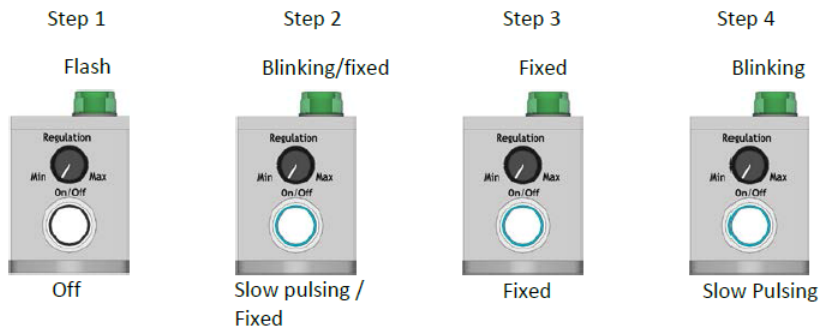 Step 1
Step 2
Step 3
Step 4
Flash
Blinking/fixed
Fixed
Blinking
Regulation
Min
Max
On/Off
Regulation
Min
Max
On/Off
Regulation
Min
Max
On/Off
Regulation
Min
Max
On/Off
Off
Slow pulsing /
Fixed
Fixed
Slow Pulsing